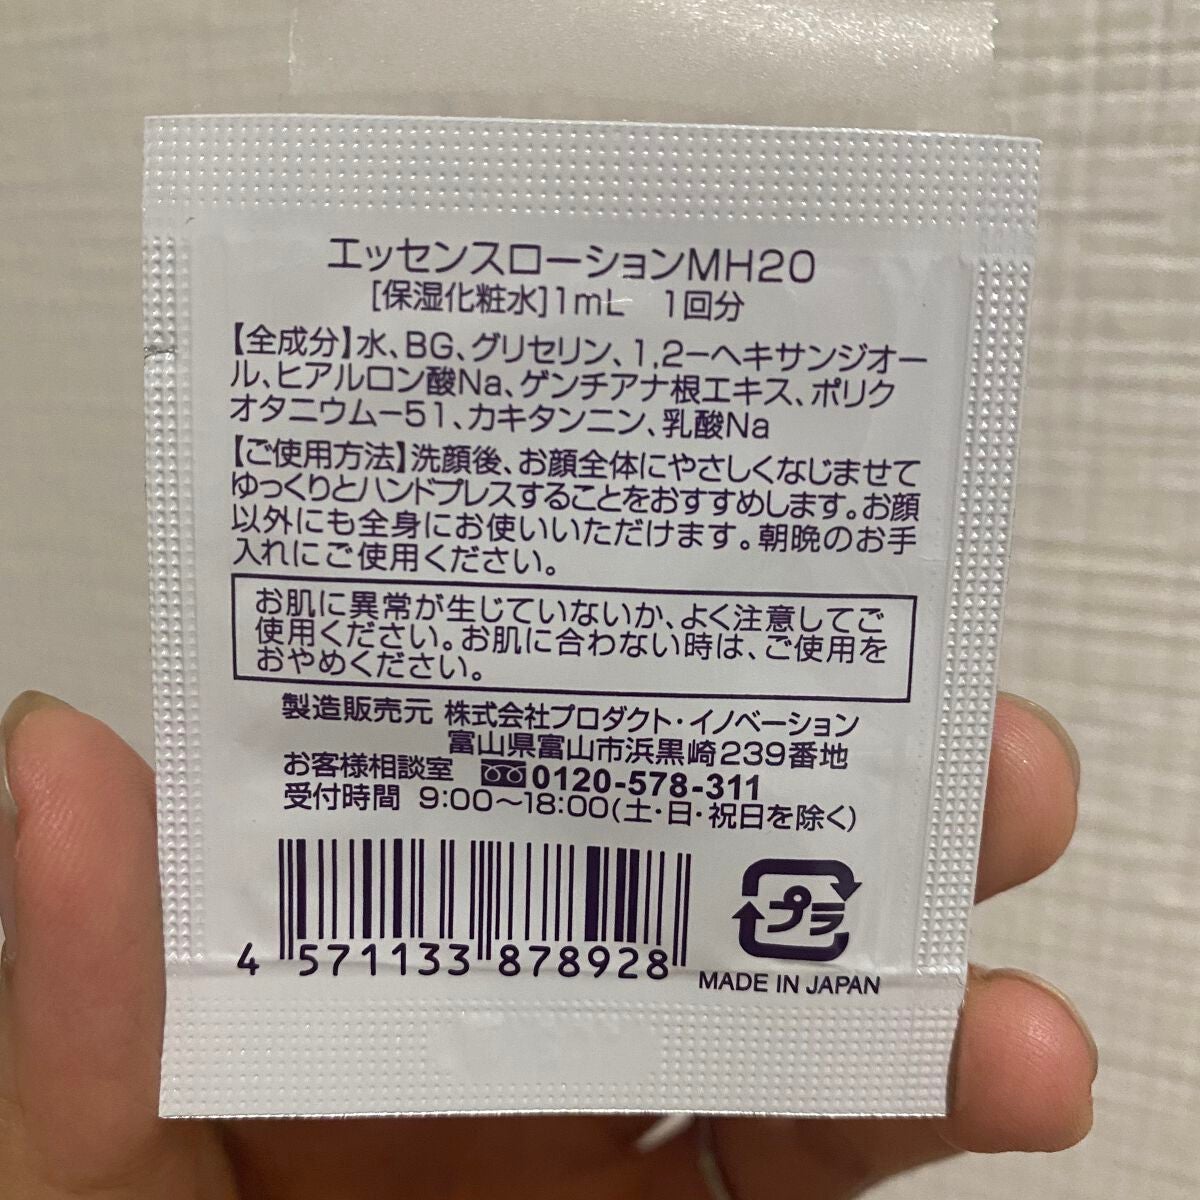 エッセンスローションMH20
[保湿化粧水]1mL 1回分
【全成分】水、BG、グリセリン、1,2－ヘキサンジオー
ル、ヒアルロン酸Na、ゲンチアナ根エキス、ポリク
オタニウム－51、カキタンニン、乳酸Na
【ご使用方法】洗顔後、お顔全体にやさしくなじませて
ゆっくりとハンドプレスすることをおすすめします。お顔
以外にも全身にお使いいただけます。朝晩のお手
入れにご使用ください。
お肌に異常が生じていないか、よく注意してご
使用ください。お肌に合わない時は、ご使用を
おやめください。
製造販売元 株式会社プロダクト・イノベーション
富山県富山市浜黒崎239番地
お客様相談室 0120-578-311
受付時間 9:00～18:00(土・日・祝日を除く)
4 571133 878928
プラ
MADE IN JAPAN